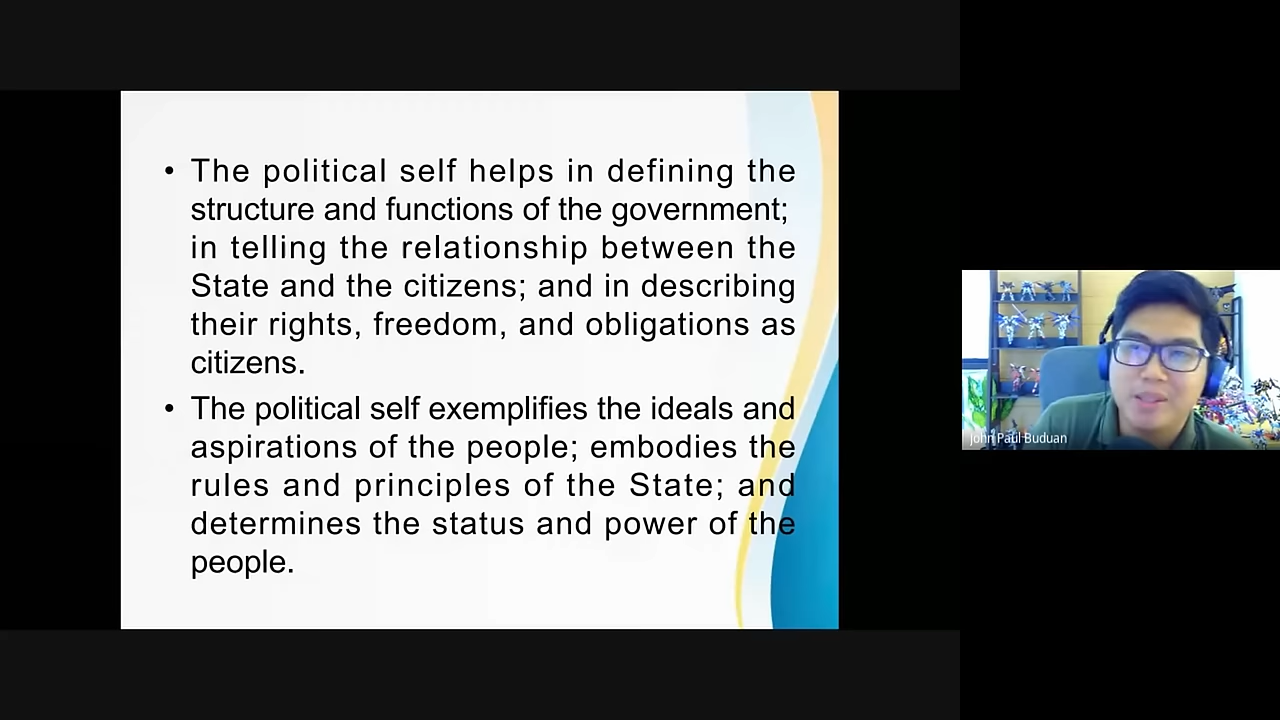 • The political self helps in defining the
structure and functions of the government;
in telling the relationship between the
State and the citizens; and in describing
their rights, freedom, and obligations as
citizens.
• The political self exemplifies the ideals and
aspirations of the people; embodies the
rules and principles of the State; and
determines the status and power of the
people.
John Paul Buduan